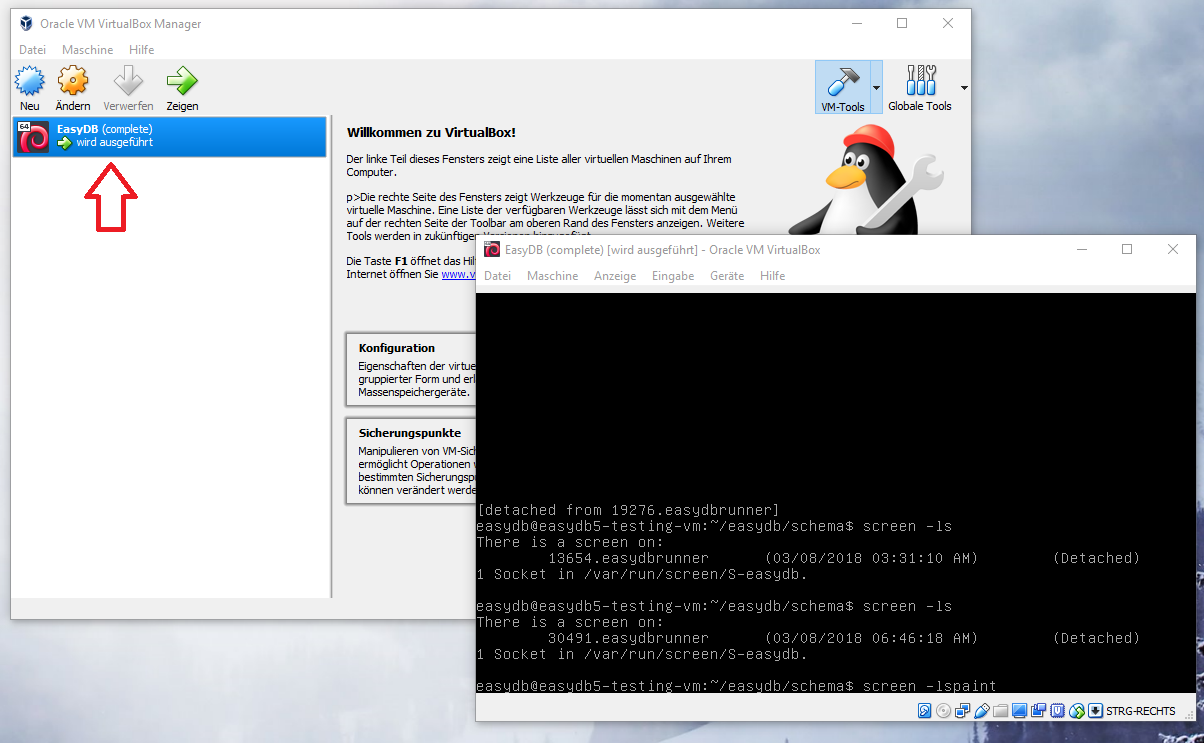 Oracle VM VirtualBox Manager
Datei Maschine Hilfe
Neu Ändern Verwerfen Zeigen
VM-Tools Globale Tools
64
EasyDB (complete)
wird ausgeführt
Willkommen zu VirtualBox!
Der linke Teil dieses Fensters zeigt eine Liste aller virtuellen Maschinen auf Ihrem
Computer.
p>Die rechte Seite des Fensters zeigt Werkzeuge für die momentan ausgewählte
virtuelle Maschine. Eine Liste der verfügbaren Werkzeuge lässt sich mit dem Menü
auf der rechten Seite der Toolbar am oberen Rand des Fensters anzeigen. Weitere
Tools werden in zukünftigen
Die Taste F1 öffnet das Hil
Internet öffnen Sie www.v
Konfiguration
Eigenschaften der virtue
gruppierter Form und erl
Massenspeichergeräte.
Sicherungspunkte
Manipulieren von VM-Sich
ermöglicht Operationen
bestimmten Sicherungsp
können verändert werde
EasyDB (complete) [wird ausgeführt] - Oracle VM VirtualBox
Datei Maschine Anzeige Eingabe Geräte Hilfe
[detached from 19276.easydbrunner]
easydb@easydb5-testing-vm:~/easydb/schema$ screen -ls
There is a screen on:
13654.easydbrunner (03/08/2018 03:31:10 AM) (Detached)
1 Socket in /var/run/screen/S-easydb.
easydb@easydb5-testing-vm:~/easydb/schema$ screen -ls
There is a screen on:
30491.easydbrunner (03/08/2018 06:46:18 AM) (Detached)
1 Socket in /var/run/screen/S-easydb.
easydb@easydb5-testing-vm:~/easydb/schema$ screen -lspaint
STRG-RECHTS